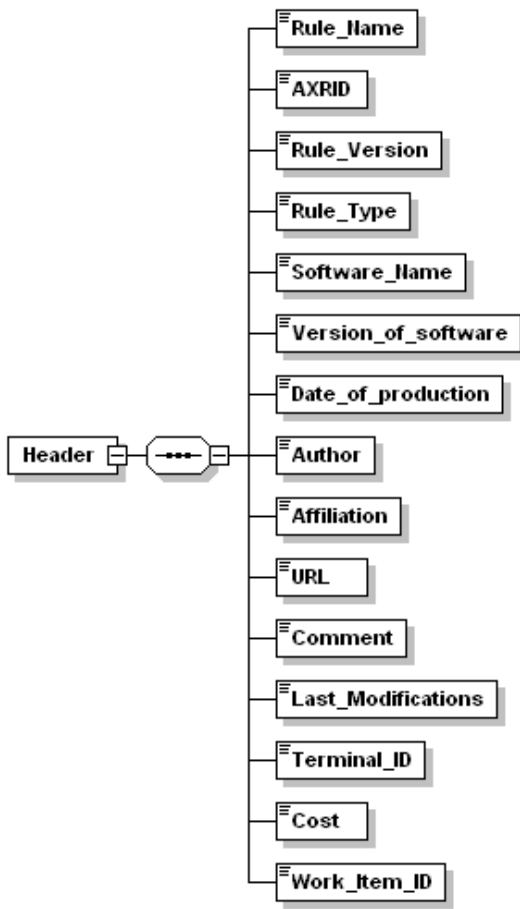 Rule_Name
AXRID
Rule_Version
Rule_Type
Software_Name
Version_of_software
Date_of_production
Header
Author
Affiliation
URL
Comment
Last_Modifications
Terminal_ID
Cost
Work_Item_ID